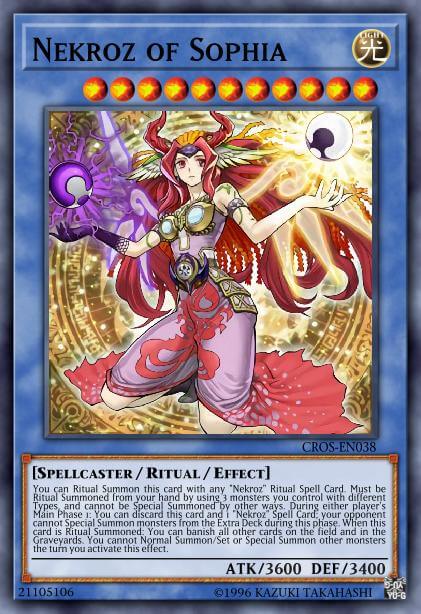 NEKROZ OF SOPHIA
LIGHT
光
CROS-EN038
[SPELLCASTER / RITUAL / EFFECT]
You can Ritual Summon this card with any "Nekroz" Ritual Spell Card. Must be
Ritual Summoned from your hand by using 3 monsters you control with different
Types, and cannot be Special Summoned by other ways. During either player's
Main Phase 1: You can discard this card and 1 "Nekroz" Spell Card; your opponent
cannot Special Summon monsters from the Extra Deck during this phase. When this
card is Ritual Summoned: You can banish all other cards on the field and in the
Graveyards. You cannot Normal Summon/Set or Special Summon other monsters
the turn you activate this effect.
ATK/3600 DEF/3400
21105106
©1996 KAZUKI TAKAHASHI